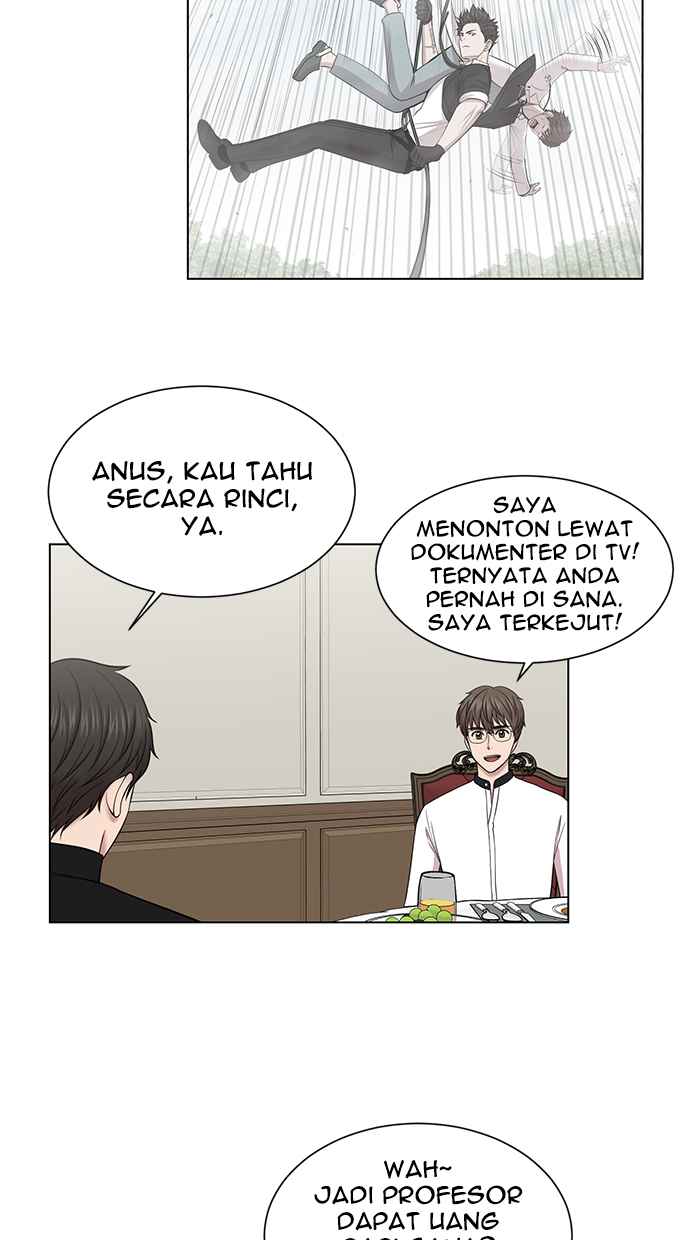 ANUS, KAU TAHU
SECARA RINCI,
YA.
SAYA
MENONTON LEWAT
DOKUMENTER DI TV!
TERNYATA ANDA
PERNAH DI SANA.
SAYA TERKEJUT!
WAH~
JADI PROFESOR
DAPAT UANG